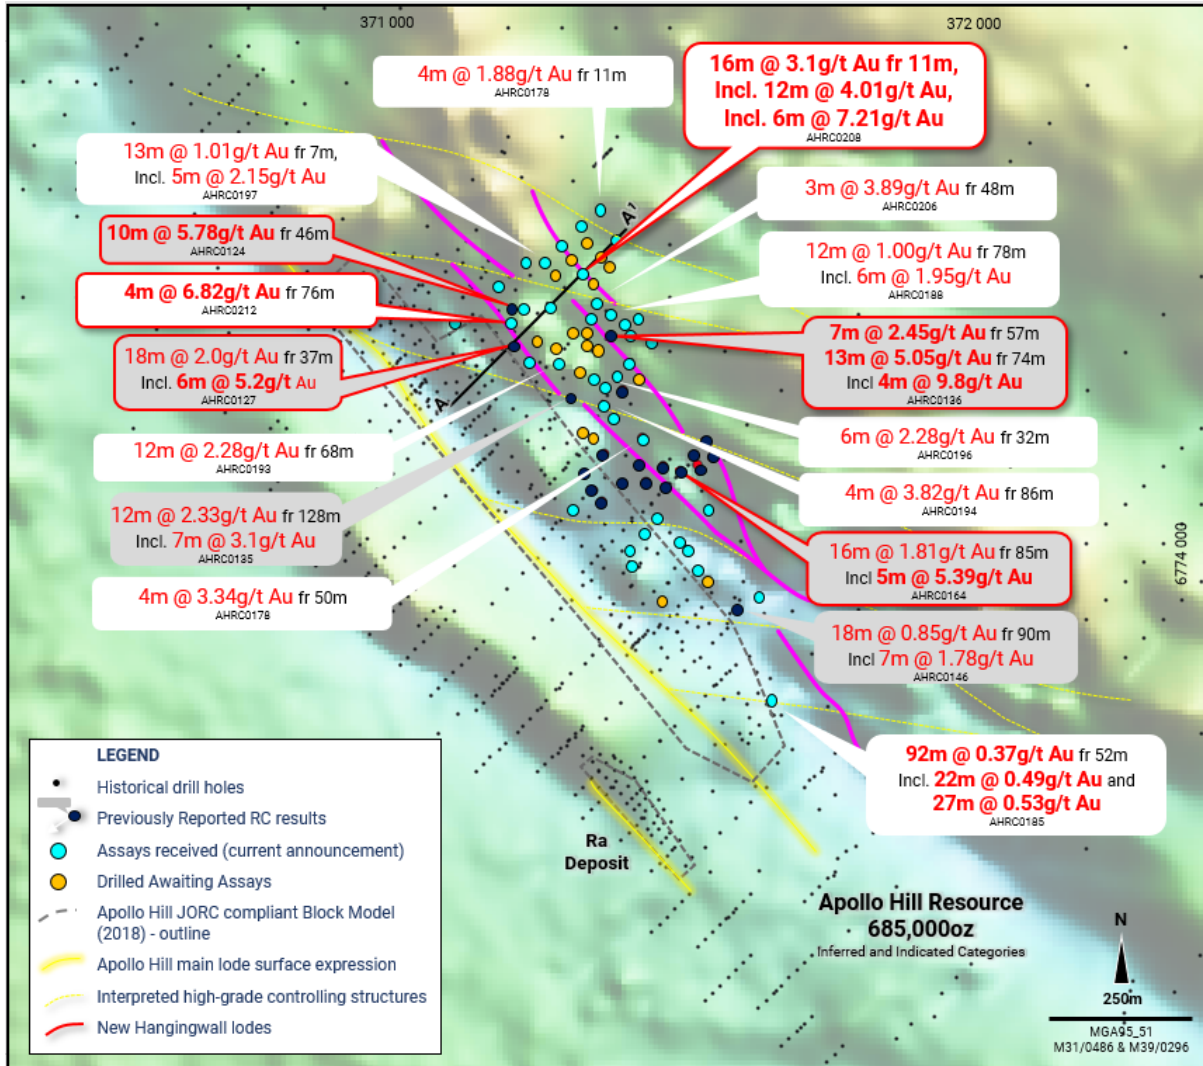 371 000
372 000
4m @ 1.88g/t Au fr 11m
AHRC0178
16m @ 3.1g/t Au fr 11m,
Incl. 12m @ 4.01g/t Au,
Incl. 6m @ 7.21g/t Au
AHRC0208
13m @ 1.01g/t Au fr 7m,
Incl. 5m @ 2.15g/t Au
AHRC0197
3m @ 3.89g/t Au fr 48m
AHRC0206
10m @ 5.78g/t Au fr 46m
AHRC0124
12m @ 1.00g/t Au fr 78m
Incl. 6m @ 1.95g/t Au
AHRC0188
4m @ 6.82g/t Au fr 76m
AHRC0212
7m @ 2.45g/t Au fr 57m
13m @ 5.05g/t Au fr 74m
Incl 4m @ 9.8g/t Au
AHRC0136
18m @ 2.0g/t Au fr 37m
Incl. 6m @ 5.2g/t Au
AHRC0127
A
A¹
12m @ 2.28g/t Au fr 68m
AHRC0193
6m @ 2.28g/t Au fr 32m
AHRC0196
4m @ 3.82g/t Au fr 86m
AHRC0194
12m @ 2.33g/t Au fr 128m
Incl. 7m @ 3.1g/t Au
AHRC0135
16m @ 1.81g/t Au fr 85m
Incl 5m @ 5.39g/t Au
AHRC0164
6774 000
4m @ 3.34g/t Au fr 50m
AHRC0178
18m @ 0.85g/t Au fr 90m
Incl 7m @ 1.78g/t Au
AHRC0146
92m @ 0.37g/t Au fr 52m
Incl. 22m @ 0.49g/t Au and
27m @ 0.53g/t Au
AHRC0185
LEGEND
Historical drill holes
Previously Reported RC results
Assays received (current announcement)
Drilled Awaiting Assays
Apollo Hill JORC compliant Block Model
(2018) - outline
Apollo Hill main lode surface expression
Interpreted high-grade controlling structures
New Hangingwall lodes
Ra
Deposit
Apollo Hill Resource
685,000oz
Inferred and Indicated Categories
N
250m
MGA95_51
M31/0486 & M39/0296